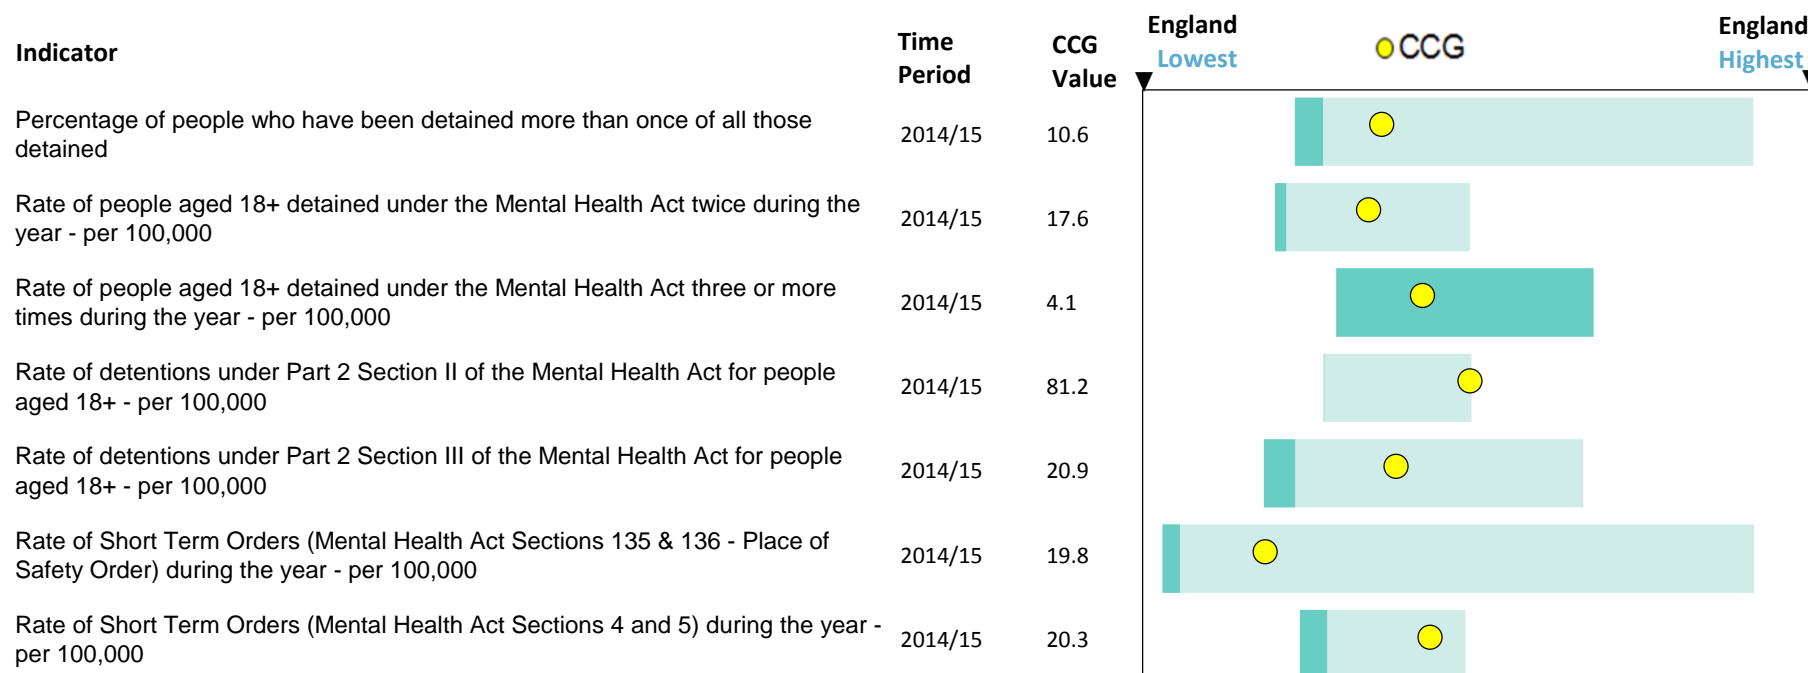 Indicator
Time
Period
CCG
Value
England
Lowest
CCG
England
Highest
Percentage of people who have been detained more than once of all those
detained
2014/15
10.6
Rate of people aged 18+ detained under the Mental Health Act twice during the
year - per 100,000
2014/15
17.6
Rate of people aged 18+ detained under the Mental Health Act three or more
times during the year - per 100,000
2014/15
4.1
Rate of detentions under Part 2 Section II of the Mental Health Act for people
aged 18+ - per 100,000
2014/15
81.2
Rate of detentions under Part 2 Section III of the Mental Health Act for people
aged 18+ - per 100,000
2014/15
20.9
Rate of Short Term Orders (Mental Health Act Sections 135 & 136 - Place of
Safety Order) during the year - per 100,000
2014/15
19.8
Rate of Short Term Orders (Mental Health Act Sections 4 and 5) during the year -
per 100,000
2014/15
20.3